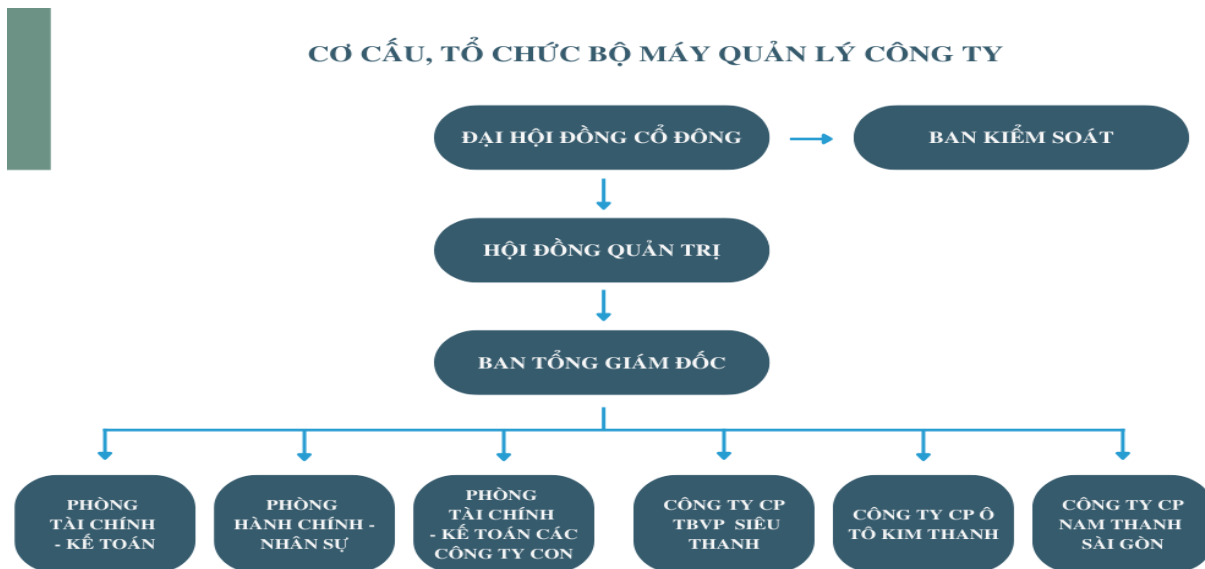 CƠ CẤU, TỔ CHỨC BỘ MÁY QUẢN LÝ CÔNG TY
ĐẠI HỘI ĐỒNG CỔ ĐÔNG
BAN KIỂM SOÁT
HỘI ĐỒNG QUẢN TRỊ
BAN TỔNG GIÁM ĐỐC
PHÒNG
TÀI CHÍNH
- KẾ TOÁN
PHÒNG
HÀNH CHÍNH -
NHÂN SỰ
PHÒNG
TÀI CHÍNH
- KẾ TOÁN CÁC
CÔNG TY CON
CÔNG TY CP
TBVP SIÊU
THANH
CÔNG TY CP Ô
TÔ KIM THANH
CÔNG TY CP
NAM THANH
SÀI GÒN